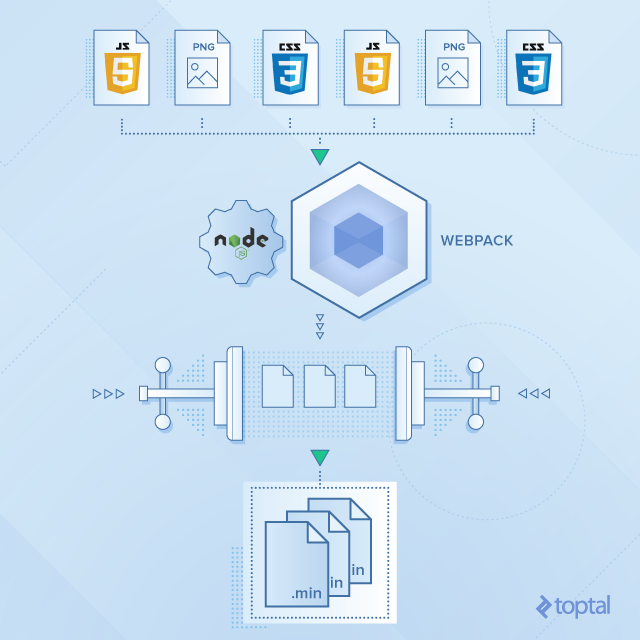 JS
PNG
CSS
JS
PNG
CSS
node
JS
WEBPACK
.min
in
in
toptal